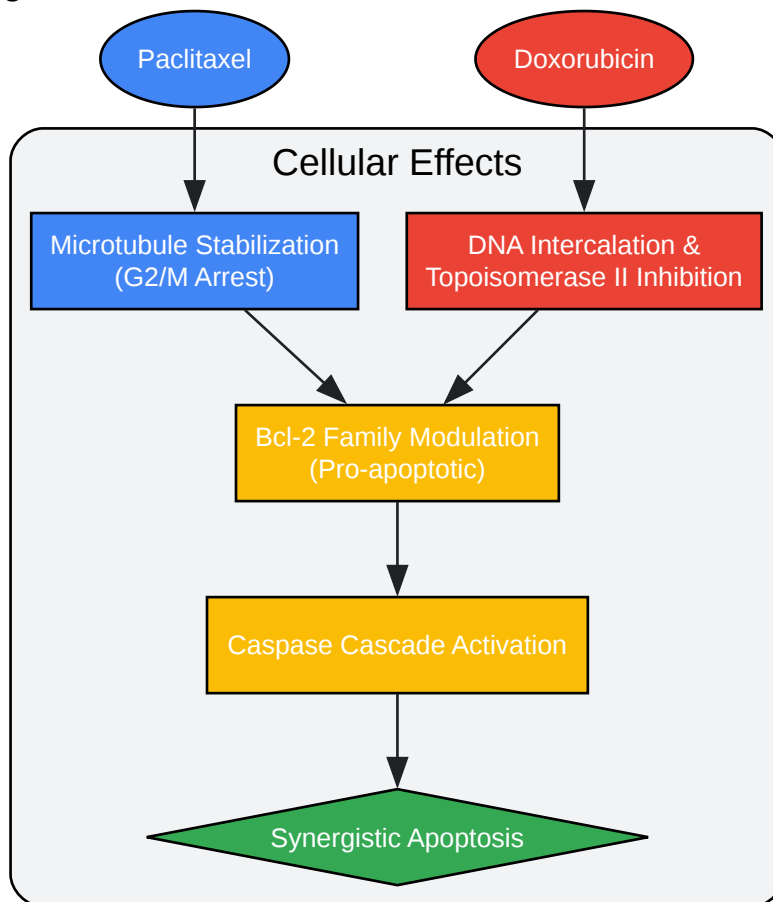 Paclitaxel
Doxorubicin
Cellular Effects
Microtubule Stabilization
(G2/M Arrest)
DNA Intercalation &
Topoisomerase II Inhibition
Bcl-2 Family Modulation
(Pro-apoptotic)
Caspase Cascade Activation
Synergistic Apoptosis